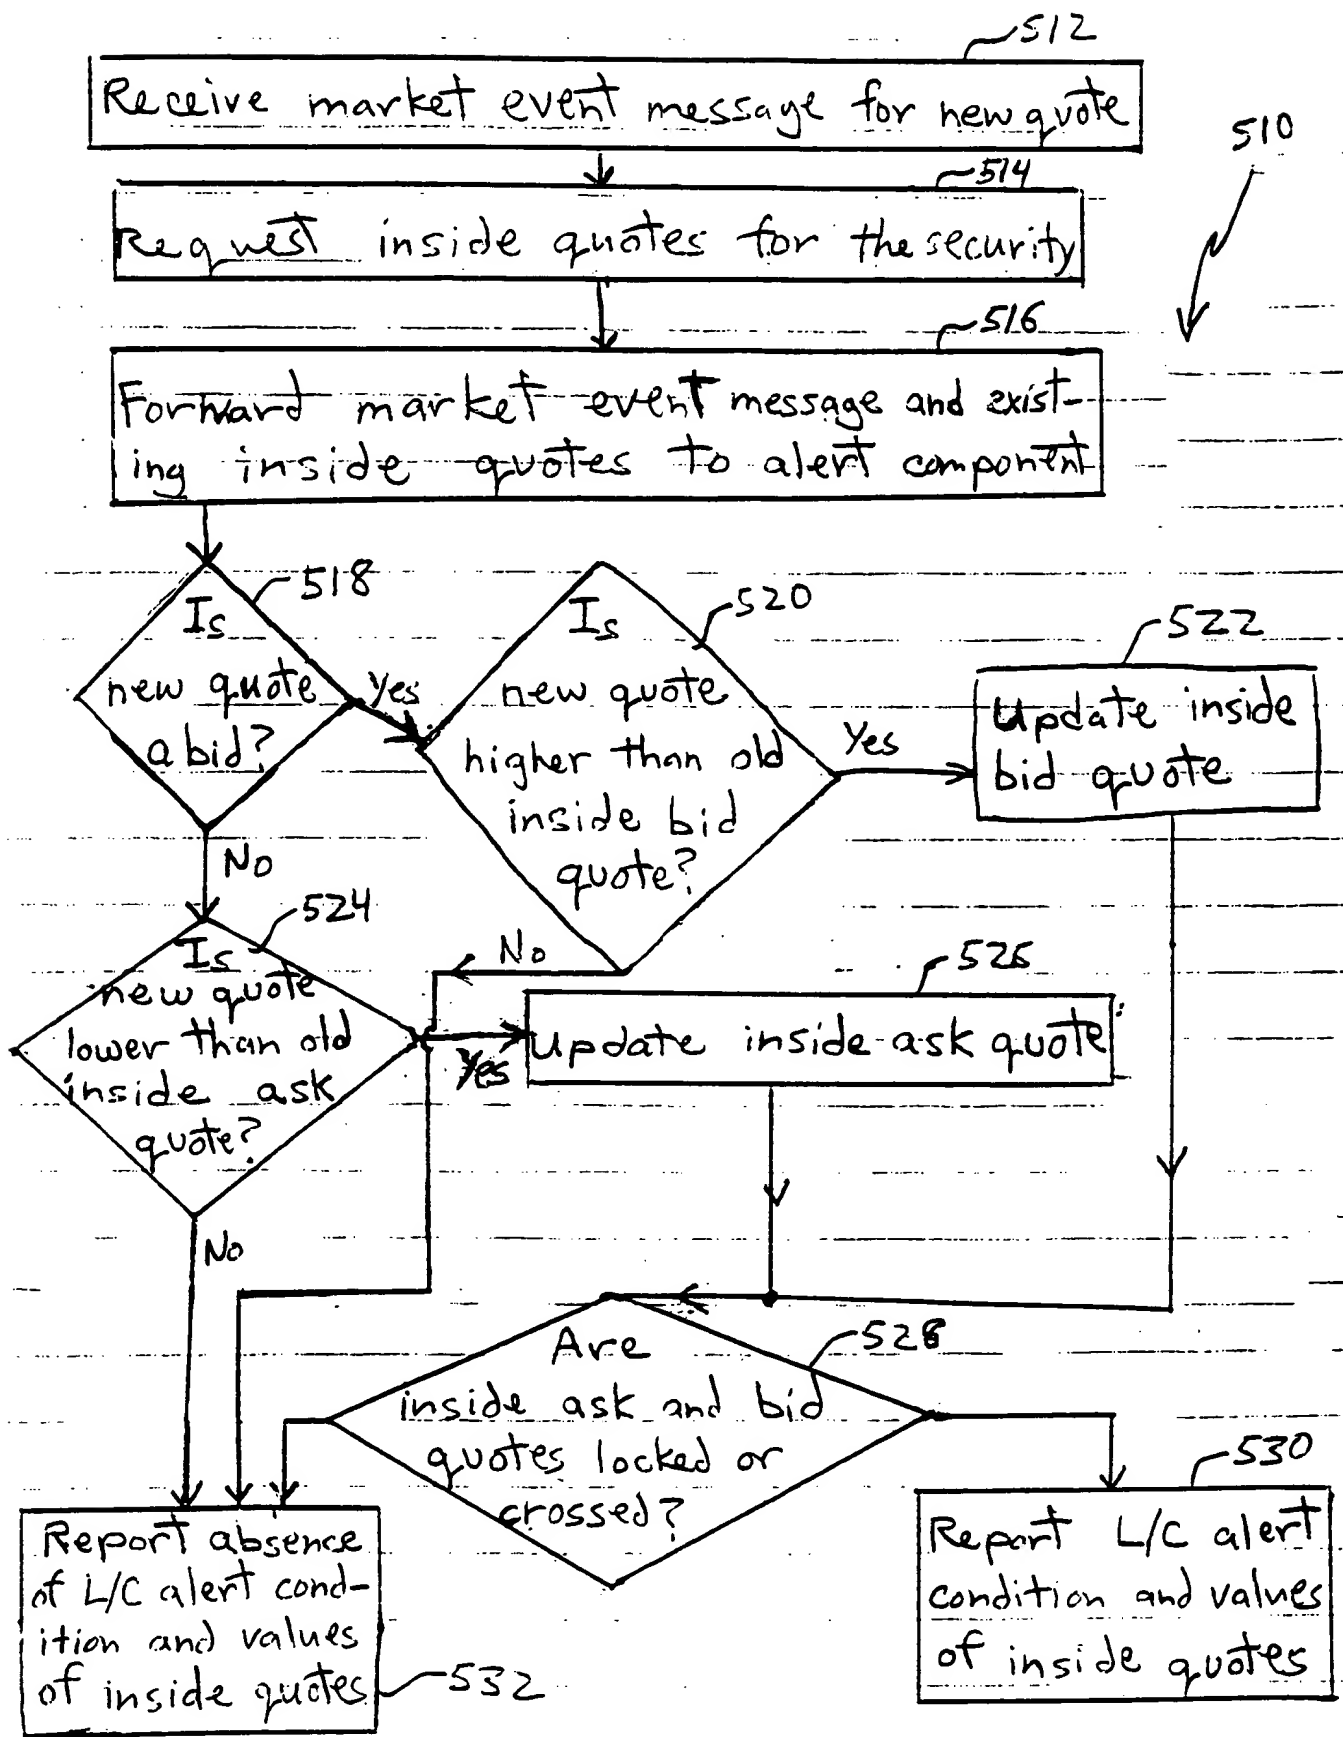 512
Receive market event message for new quote
510
514
Request inside quotes for the security
516
Forward market event message and exist-
ing inside quotes to alert component
518
Is
new quote
a bid?
Yes
No
520
Is
new quote
higher than old
inside bid
quote?
Yes
No
522
Update inside
bid quote
524
Is
new quote
lower than old
inside ask
quote?
Yes
No
526
Update inside ask quote
528
Are
inside ask and bid
quotes locked or
crossed?
530
Report L/C alert
condition and values
of inside quotes
Report absence
of L/C alert cond-
ition and values
of inside quotes
532